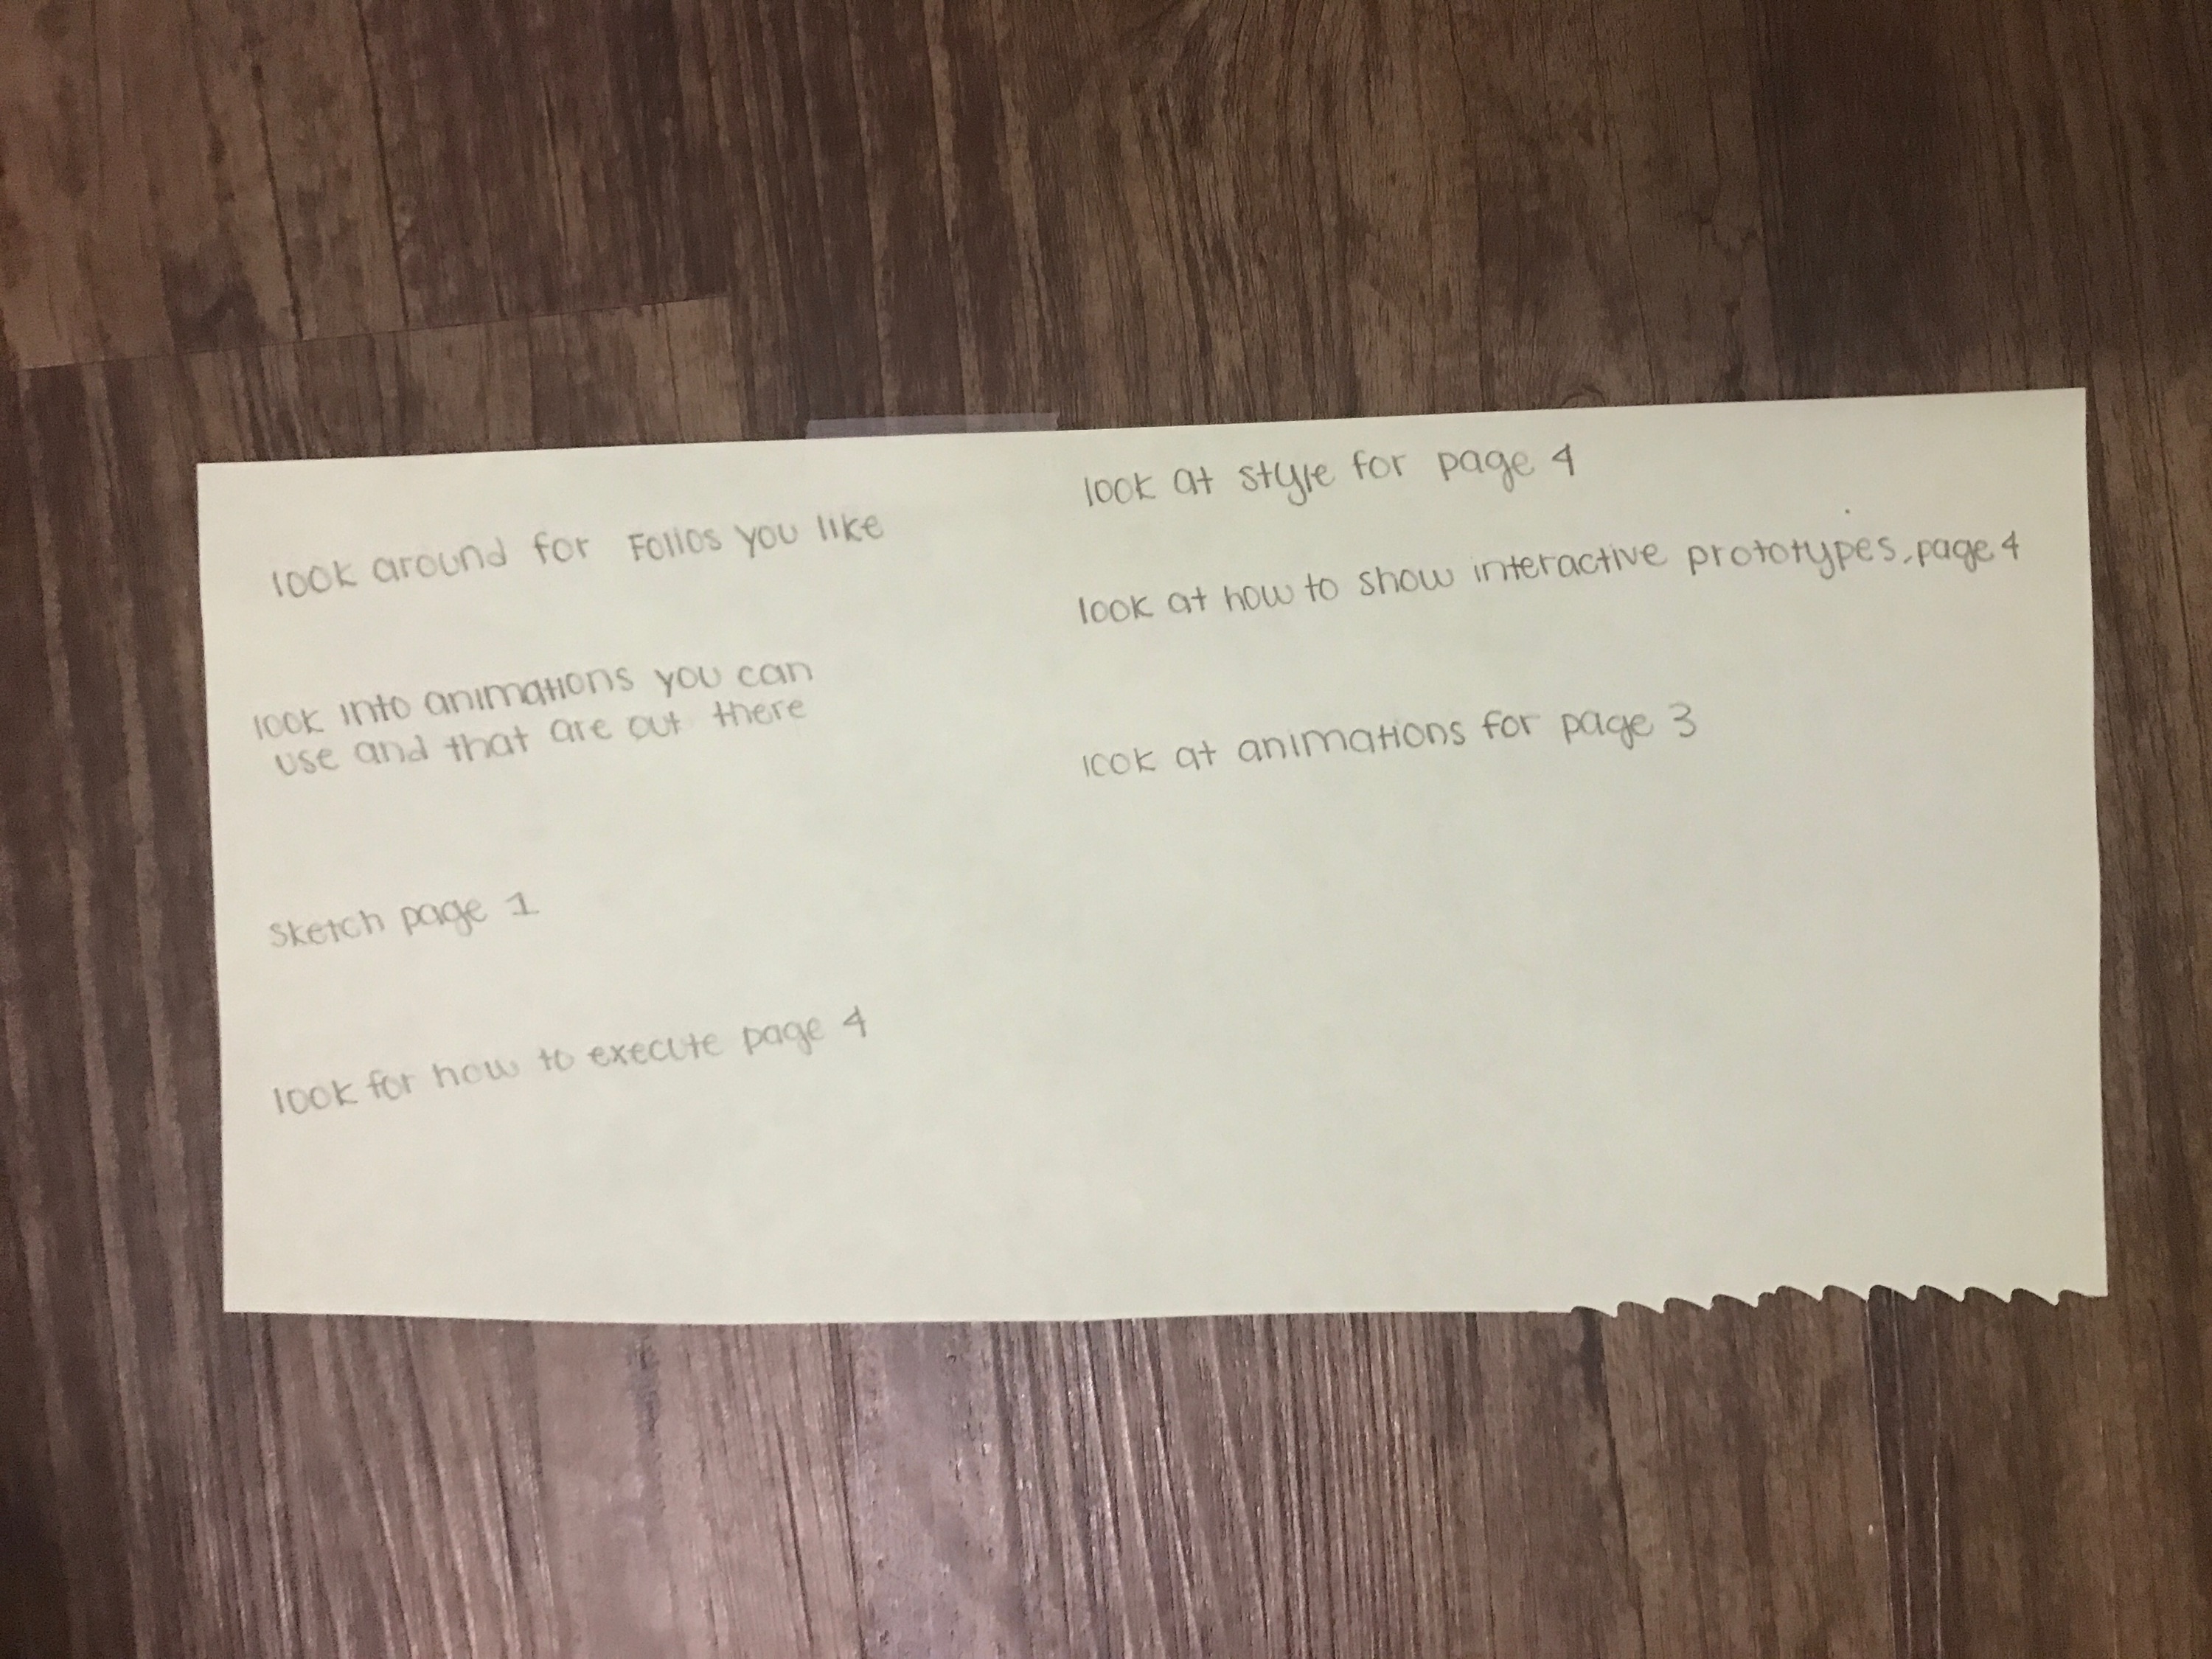 look around for Folios you like
look into animations you can
use and that are out there
Sketch page 1
look for how to execute page 4
look at style for page 4
look at how to show interactive prototypes, page 4
look at animations for page 3